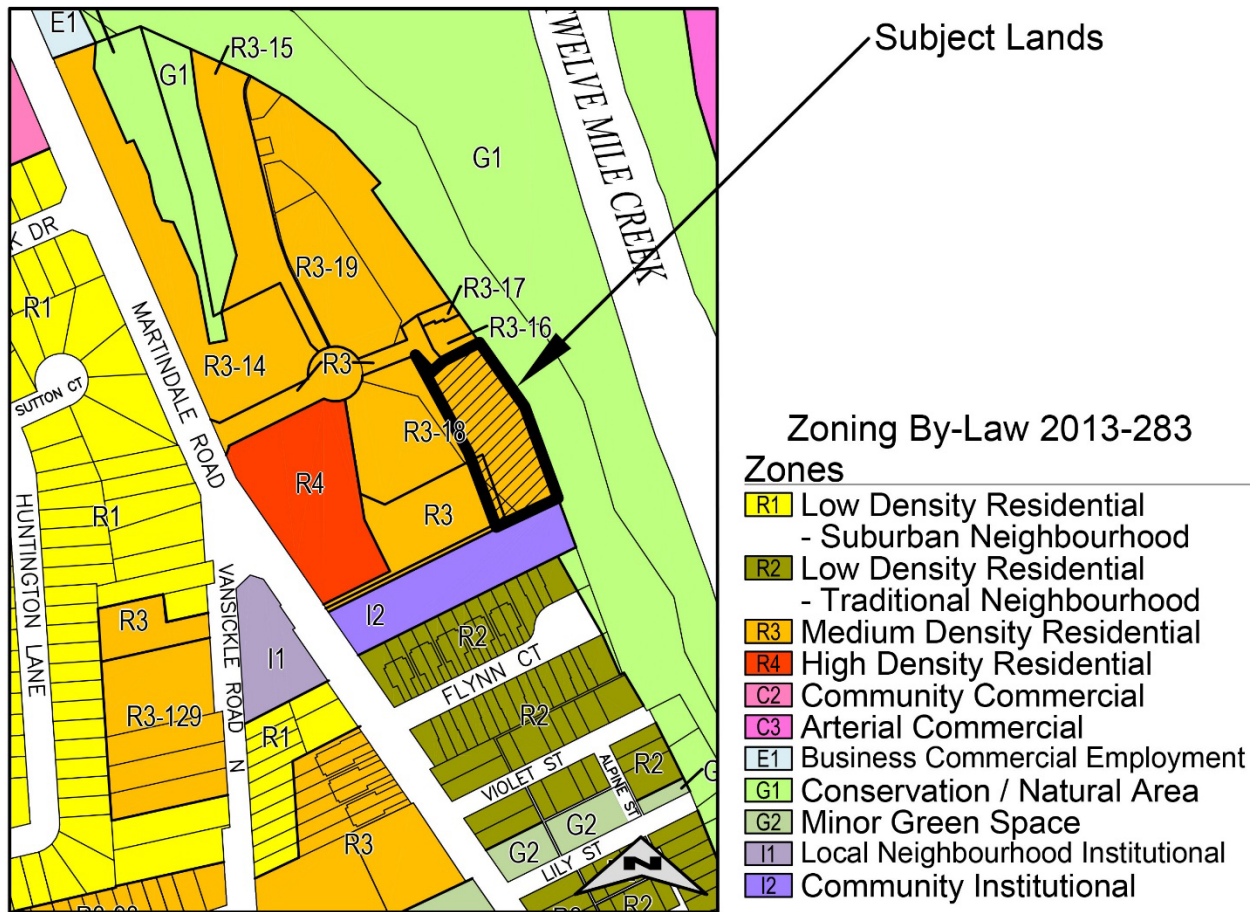 E1
R3-15
Subject Lands
G1
TWELVE MILE CREEK
G1
K DR
R3-19
R3-17
R1
R3-16
MARTINDALE ROAD
R3
R3-14
SUTTON CT
R3-18
R4
HUNTINGTON LANE
R1
R3
VANSICKLE ROAD N
R3
I2
R2
I1
FLYNN CT
R3-129
R2
R1
VIOLET ST
ALPINE ST
R2
G
R3
G2
G2
LILY ST
N
R2
Zoning By-Law 2013-283
Zones
R1 Low Density Residential
- Suburban Neighbourhood
R2 Low Density Residential
- Traditional Neighbourhood
R3 Medium Density Residential
R4 High Density Residential
C2 Community Commercial
C3 Arterial Commercial
E1 Business Commercial Employment
G1 Conservation / Natural Area
G2 Minor Green Space
I1 Local Neighbourhood Institutional
I2 Community Institutional